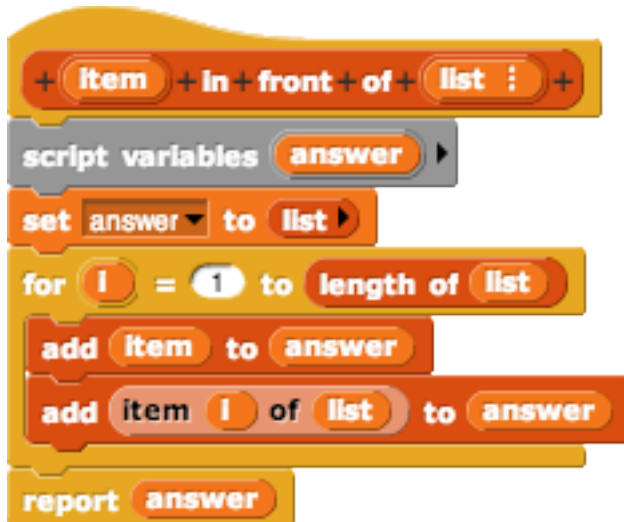 + item + in + front + of + list ⋮ +
script variables answer
set answer to list
for i = 1 to length of list
add item to answer
add item i of list to answer
report answer